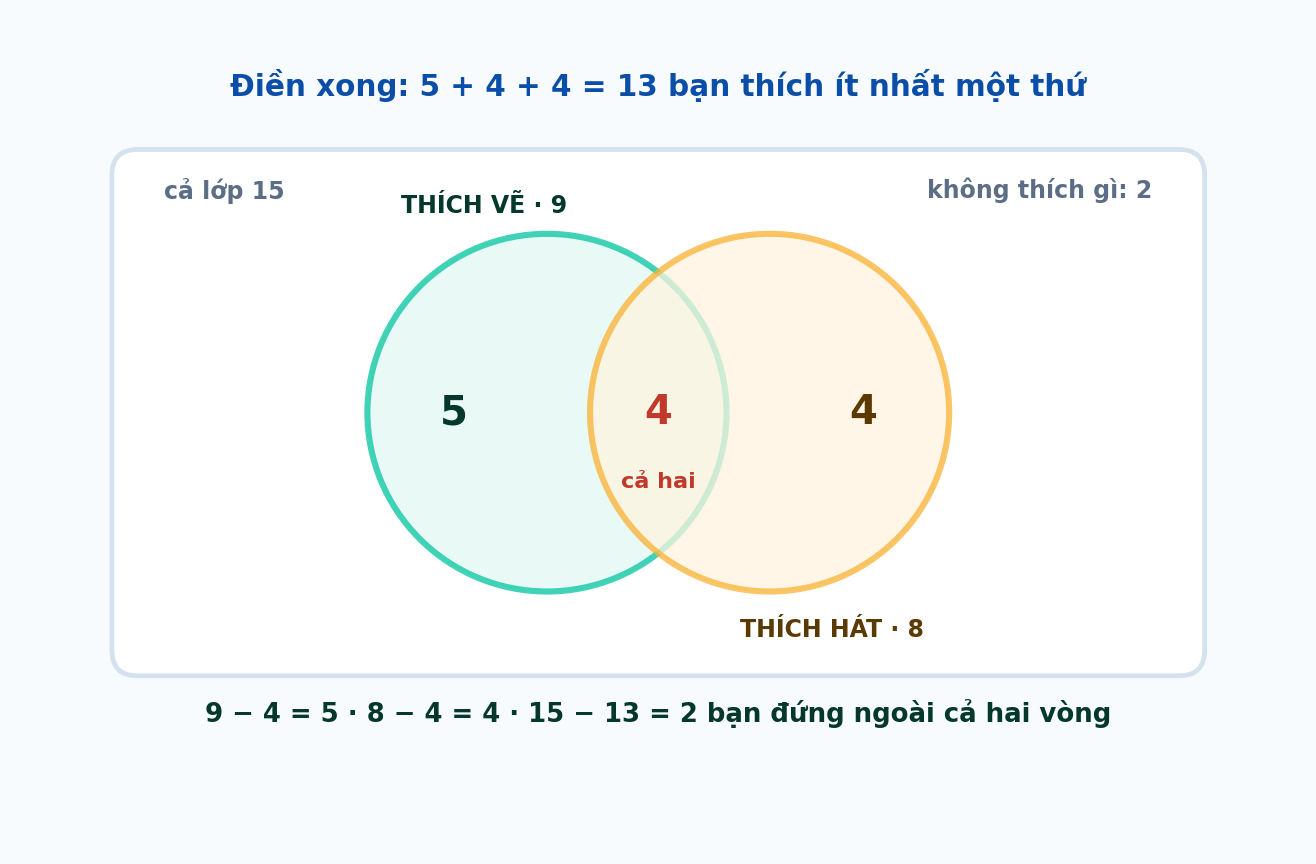 Điền xong: 5 + 4 + 4 = 13 bạn thích ít nhất một thứ
cả lớp 15
không thích gì: 2
THÍCH VẼ · 9
5
4
4
cả hai
THÍCH HÁT · 8
9 − 4 = 5 · 8 − 4 = 4 · 15 − 13 = 2 bạn đứng ngoài cả hai vòng